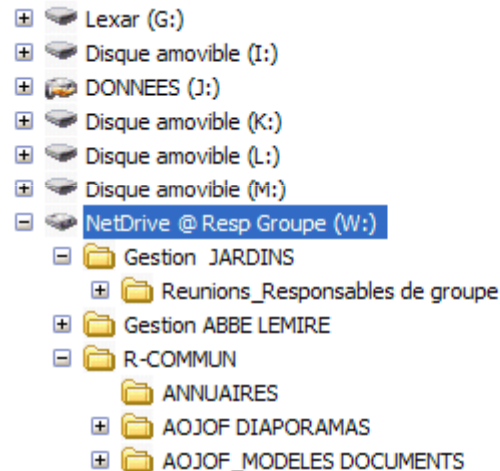 Lexar (G:)
Disque amovible (I:)
DONNEES (J:)
Disque amovible (K:)
Disque amovible (L:)
Disque amovible (M:)
NetDrive @ Resp Groupe (W:)
Gestion  JARDINS
Reunions_Responsables de groupe
Gestion ABBE LEMIRE
R-COMMUN
ANNUAIRES
AOJOF DIAPORAMAS
AOJOF_MODELES DOCUMENTS